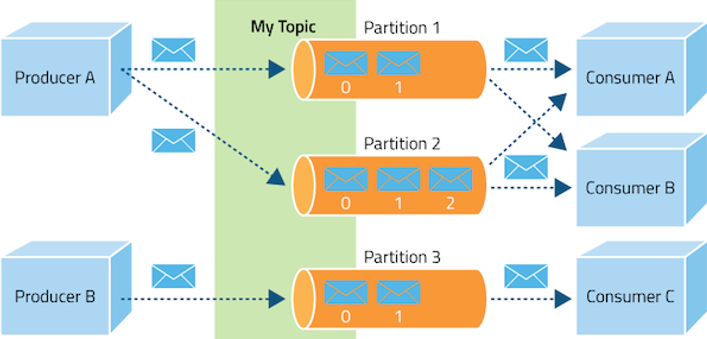 My Topic
Partition 1
Producer A
0 1
Consumer A
Partition 2
0 1 2
Consumer B
Partition 3
Producer B
0 1
Consumer C